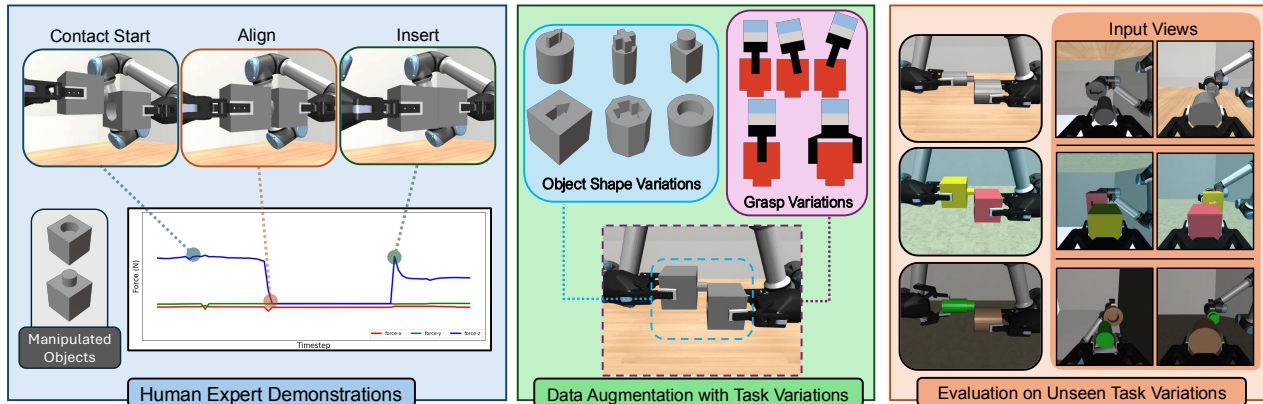 Contact Start
Align
Insert
Force (N)
force-x
force-y
force-z
Timestep
Manipulated
Objects
Human Expert Demonstrations
Object Shape Variations
Grasp Variations
Data Augmentation with Task Variations
Input Views
Evaluation on Unseen Task Variations